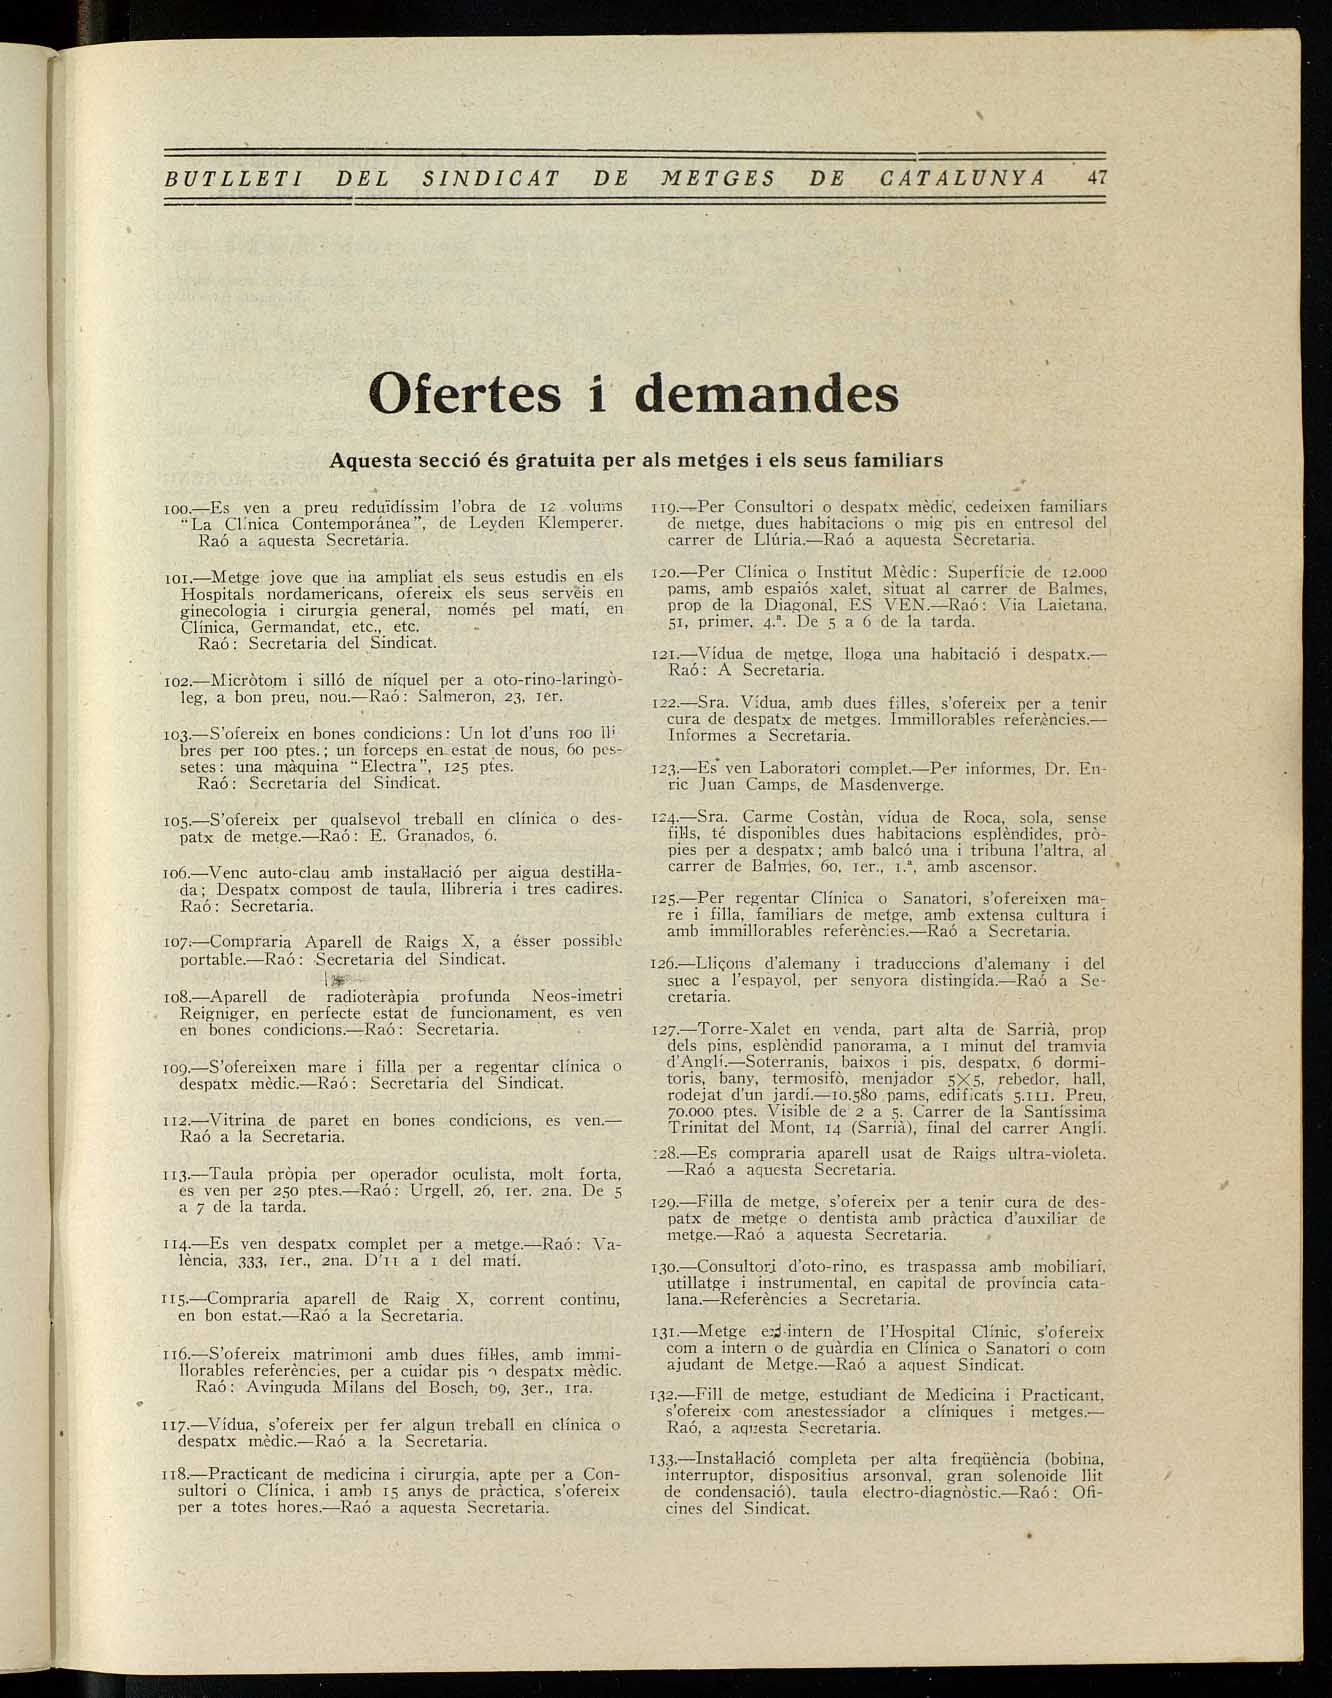 BUTLLETI DEL SINDICAT DE METGES DE CATALUNYA 47
Ofertes i demandes
Aquesta secció és gratuita per als metges i els seus familiars
100.—Es ven a preu reduïdíssim l'obra de 12 volums
"La Clínica Contemporánea", de Leyden Klemperer.
Raó a aquesta Secretaria.
101.—Metge jove que ha ampliat els seus estudis en els
Hospitals nordamericans, ofereix els seus serveis en
ginecologia i cirurgia general, només pel matí, en
Clínica, Germandat, etc., etc.
Raó: Secretaria del Sindicat.
102.—Micròtom i silló de níquel per a oto-rino-laringò-
leg, a bon preu, nou.—Raó: Salmeron, 23, 1er.
103.—S'ofereix en bones condicions: Un lot d'uns 100 lli
bres per 100 ptes.; un forceps en estat de nous, 60 pes-
setes: una màquina "Electra", 125 ptes.
Raó: Secretaria del Sindicat.
105.—S'ofereix per qualsevol treball en clínica o des-
patx de metge.—Raó: E. Granados, 6.
106.—Venc auto-clau amb instal·lació per aigua destil·la-
da; Despatx compost de taula, llibreria i tres cadires.
Raó: Secretaria.
107.—Compraria Aparell de Raigs X, a ésser possible
portable.—Raó: Secretaria del Sindicat.
108.—Aparell de radioteràpia profunda Neos-imetri
Reigniger, en perfecte estat de funcionament, es ven
en bones condicions.—Raó: Secretaria.
109.—S'ofereixen mare i filla per a regentar clínica o
despatx mèdic.—Raó: Secretaria del Sindicat.
112.—Vitrina de paret en bones condicions, es ven.—
Raó a la Secretaria.
113.—Taula pròpia per operador oculista, molt forta,
es ven per 250 ptes.—Raó: Urgell, 26, 1er. 2na. De 5
a 7 de la tarda.
114.—Es ven despatx complet per a metge.—Raó: Va-
lència, 333, 1er., 2na. D'11 a 1 del matí.
115.—Compraria aparell de Raig X, corrent continu,
en bon estat.—Raó a la Secretaria.
116.—S'ofereix matrimoni amb dues filles, amb immi-
llorables referències, per a cuidar pis o despatx mèdic.
Raó: Avinguda Milans del Bosch, 69, 3er., 1ra.
117.—Vídua, s'ofereix per fer algun treball en clínica o
despatx mèdic.—Raó a la Secretaria.
118.—Practicant de medicina i cirurgia, apte per a Con-
sultori o Clínica, i amb 15 anys de pràctica, s'ofereix
per a totes hores.—Raó a aquesta Secretaria.
119.—Per Consultori o despatx mèdic, cedeixen familiars
de metge, dues habitacions o mig pis en entresol del
carrer de Llúria.—Raó a aquesta Secretaria.
120.—Per Clínica o Institut Mèdic: Superfície de 12.000
pams, amb espaiós xalet, situat al carrer de Balmes,
prop de la Diagonal, ES VEN.—Raó: Via Laietana,
51, primer, 4.ª. De 5 a 6 de la tarda.
121.—Vídua de metge, lloga una habitació i despatx.—
Raó: A Secretaria.
122.—Sra. Vídua, amb dues filles, s'ofereix per a tenir
cura de despatx de metges. Immillorables referències.—
Informes a Secretaria.
123.—Es ven Laboratori complet.—Per informes, Dr. En-
ric Juan Camps, de Masdenverge.
124.—Sra. Carme Costàn, vídua de Roca, sola, sense
fills, té disponibles dues habitacions esplèndides, prò-
pies per a despatx; amb balcó una i tribuna l'altra, al
carrer de Balmes, 60, 1er., 1.ª, amb ascensor.
125.—Per regentar Clínica o Sanatori, s'ofereixen ma-
re i filla, familiars de metge, amb extensa cultura i
amb immillorables referències.—Raó a Secretaria.
126.—Lliçons d'alemany i traduccions d'alemany i del
suec a l'espayol, per senyora distingida.—Raó a Se-
cretaria.
127.—Torre-Xalet en venda, part alta de Sarrià, prop
dels pins, esplèndid panorama, a 1 minut del tramvia
d'Anglí.—Soterranis, baixos i pis, despatx, 6 dormi-
toris, bany, termosifò, menjador 5X5, rebedor, hall,
rodejat d'un jardí.—10.580 pams, edificats 5.111. Preu,
70.000 ptes. Visible de 2 a 5. Carrer de la Santíssima
Trinitat del Mont, 14 (Sarrià), final del carrer Anglí.
128.—Es compraria aparell usat de Raigs ultra-violeta.
—Raó a aquesta Secretaria.
129.—Filla de metge, s'ofereix per a tenir cura de des-
patx de metge o dentista amb pràctica d'auxiliar de
metge.—Raó a aquesta Secretaria.
130.—Consultori d'oto-rino, es traspassa amb mobiliari,
utillatge i instrumental, en capital de província cata-
lana.—Referències a Secretaria.
131.—Metge ex-intern de l'Hospital Clínic, s'ofereix
com a intern o de guàrdia en Clínica o Sanatori o com
ajudant de Metge.—Raó a aquest Sindicat.
132.—Fill de metge, estudiant de Medicina i Practicant,
s'ofereix com anestessiador a clíniques i metges.—
Raó, a aquesta Secretaria.
133.—Instal·lació completa per alta freqüència (bobina,
interruptor, dispositius arsonval, gran solenoide llit
de condensació), taula electro-diagnòstic.—Raó: Ofi-
cines del Sindicat.